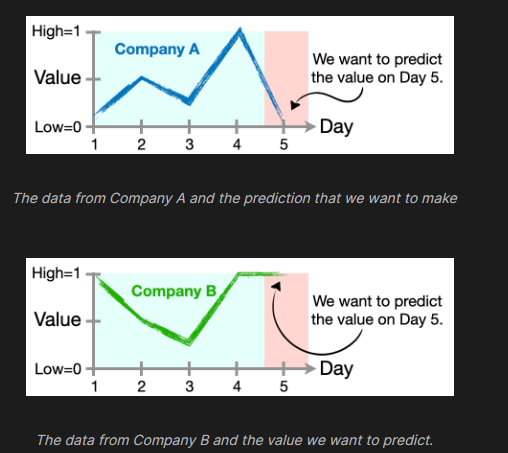 High=1
Company A
We want to predict
the value on Day 5.
Value
Low=0
Day
1 2 3 4 5
The data from Company A and the prediction that we want to make
High=1
Company B
We want to predict
the value on Day 5.
Value
Low=0
Day
1 2 3 4 5
The data from Company B and the value we want to predict.